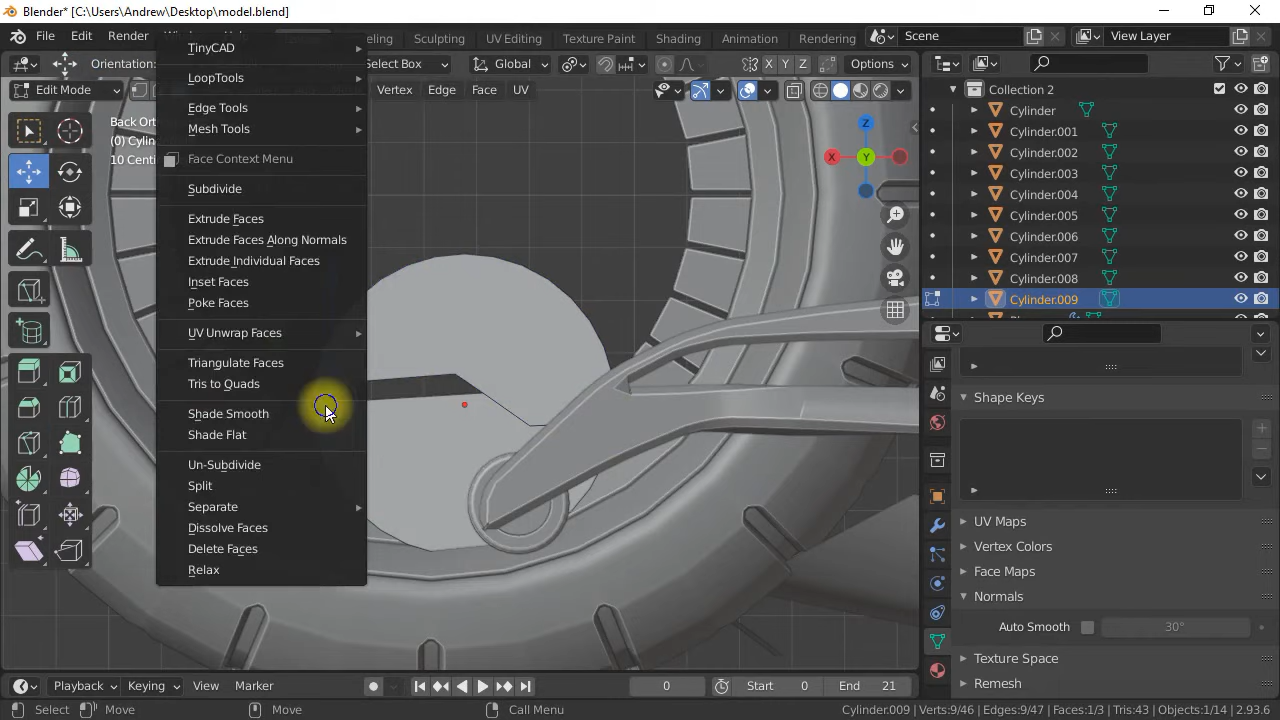 Blender* [C:\Users\Andrew\Desktop\model.blend]
File Edit Render
Sculpting UV Editing Texture Paint Shading Animation Rendering
Scene
View Layer
Orientation:
Select Box
Global
X Y Z
Options
Edit Mode
Vertex Edge Face UV
Back Ort
(0) Cylin
10 Centi
TinyCAD
LoopTools
Edge Tools
Mesh Tools
Face Context Menu
Subdivide
Extrude Faces
Extrude Faces Along Normals
Extrude Individual Faces
Inset Faces
Poke Faces
UV Unwrap Faces
Triangulate Faces
Tris to Quads
Shade Smooth
Shade Flat
Un-Subdivide
Split
Separate
Dissolve Faces
Delete Faces
Relax
Z
X Y
Collection 2
Cylinder
Cylinder.001
Cylinder.002
Cylinder.003
Cylinder.004
Cylinder.005
Cylinder.006
Cylinder.007
Cylinder.008
Cylinder.009
Shape Keys
UV Maps
Vertex Colors
Face Maps
Normals
Auto Smooth 30°
Texture Space
Remesh
Playback Keying View Marker
0
Start 0
End 21
Select Move Move Call Menu
Cylinder.009 | Verts:9/46 | Edges:9/47 | Faces:1/3 | Tris:43 | Objects:1/14 | 2.93.6